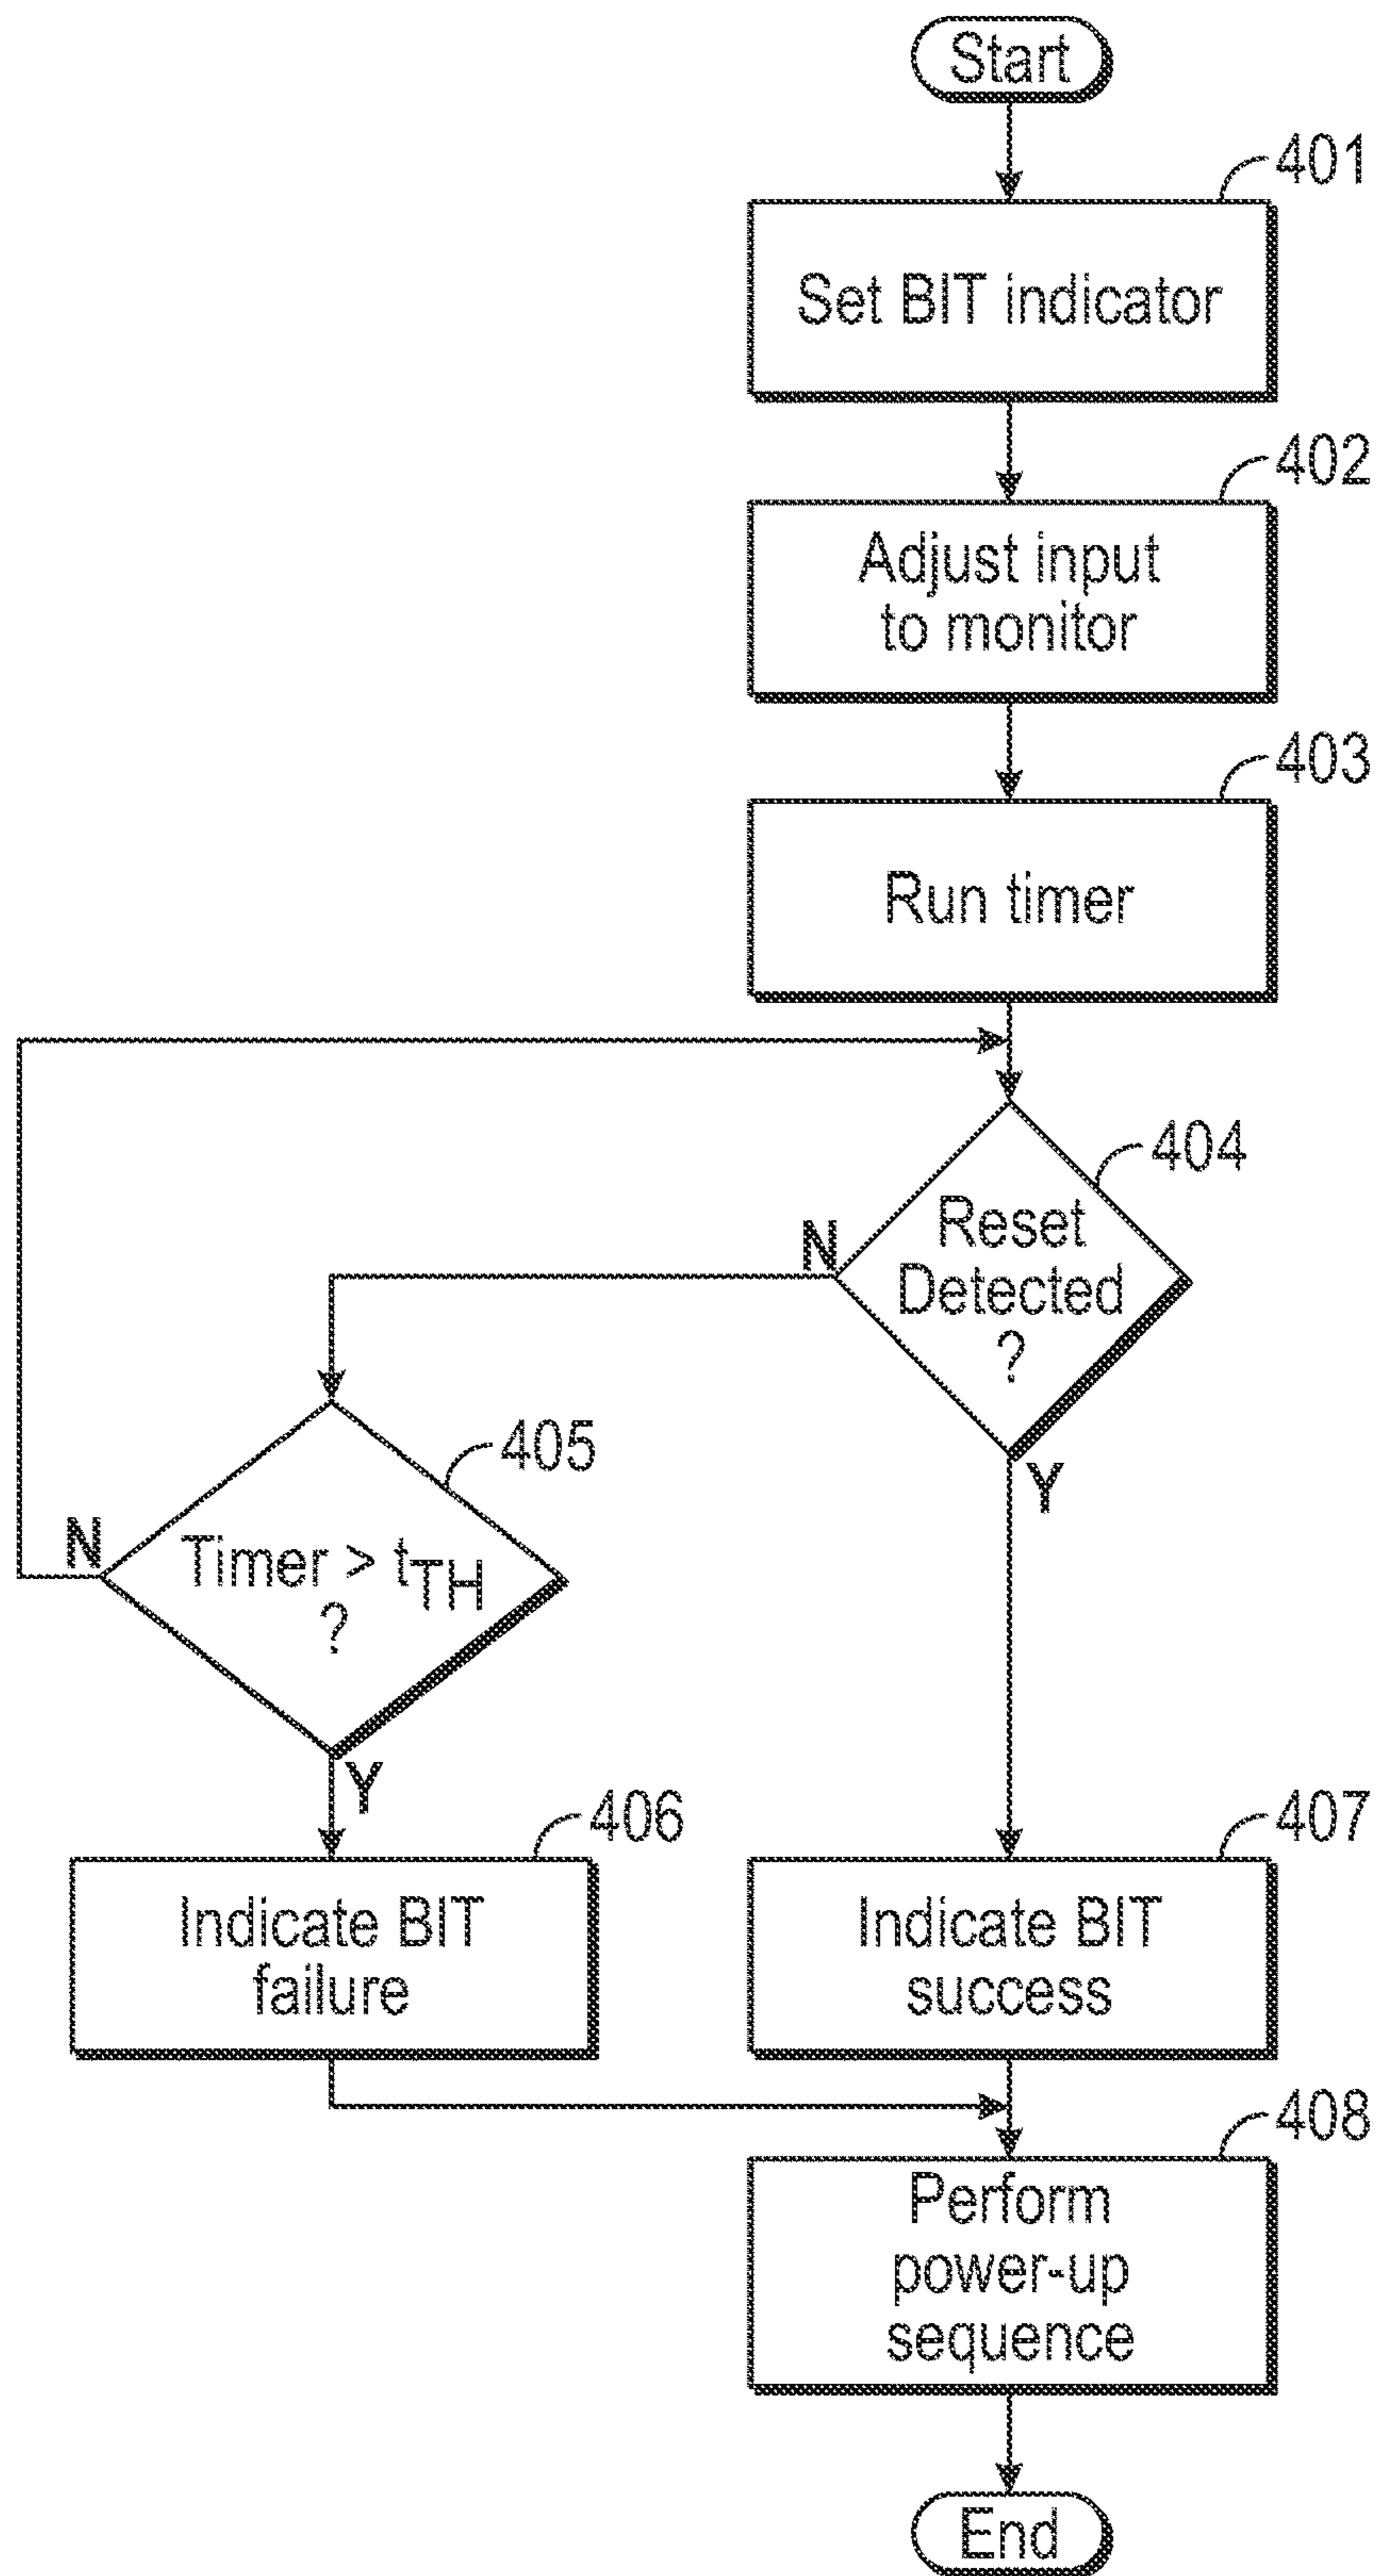 Start
401
Set BIT indicator
402
Adjust input
to monitor
403
Run timer
404
Reset
Detected
?
N
Y
405
Timer > tTH
?
N
Y
406
Indicate BIT
failure
407
Indicate BIT
success
408
Perform
power-up
sequence
End